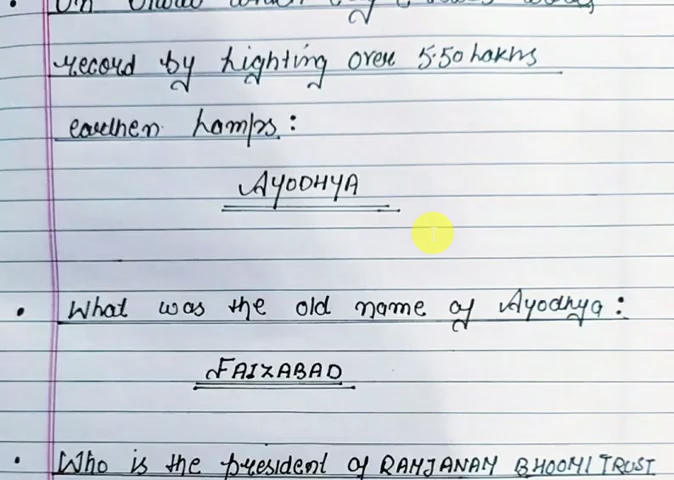 record by lighting over 5.50 Lakhs
earthen Lamps:
AYODHYA
What was the old name of Ayodhya:
FAIZABAD
Who is the president of RAMJANAM BHOOMI TRUST